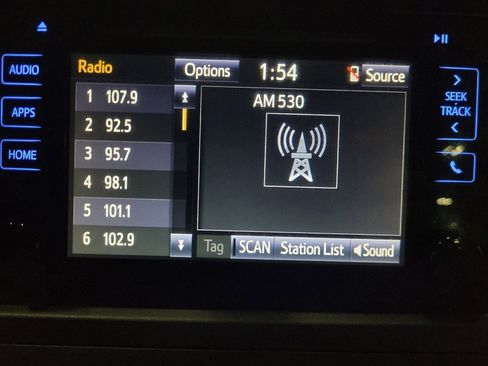 AUDIO
APPS
HOME
Radio
Options
1:54
Source
1 107.9
2 92.5
3 95.7
4 98.1
5 101.1
6 102.9
AM 530
Tag
SCAN
Station List
Sound
SEEK
TRACK